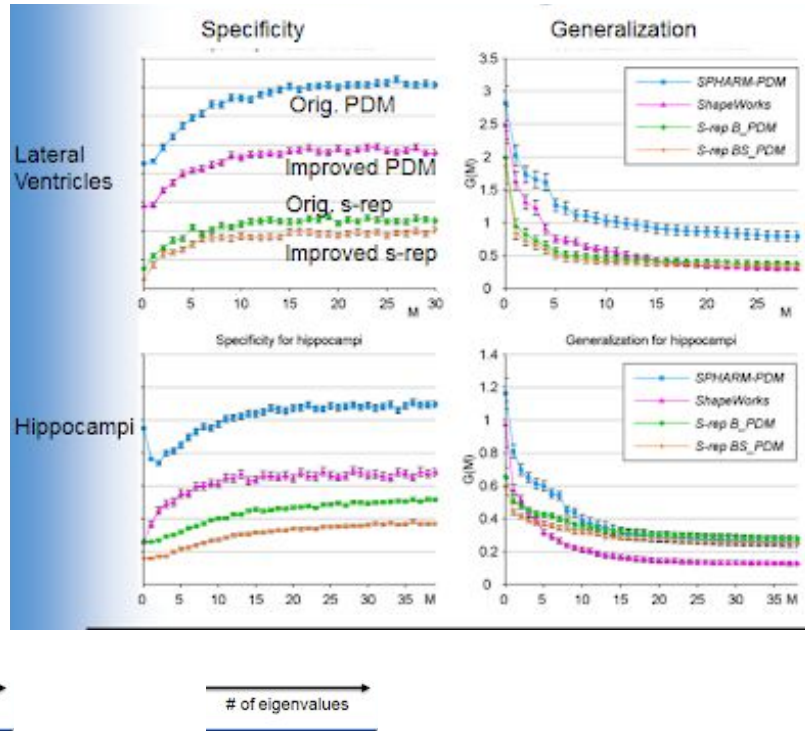 Specificity
Generalization
Lateral
Ventricles
Orig. PDM
Improved PDM
Orig. s-rep
Improved s-rep
0 5 10 15 20 25 30
M
G(M)
3.5
3
2.5
2
1.5
1
0.5
0
SPHARM-PDM
ShapeWorks
S-rep B_PDM
S-rep BS_PDM
0 5 10 15 20 25
M
Hippocampi
Specificity for hippocampi
0 5 10 15 20 25 30 35 M
Generalization for hippocampi
G(M)
1.4
1.2
1
0.8
0.6
0.4
0.2
0
SPHARM-PDM
ShapeWorks
S-rep B_PDM
S-rep BS_PDM
0 5 10 15 20 25 30 35 M
# of eigenvalues